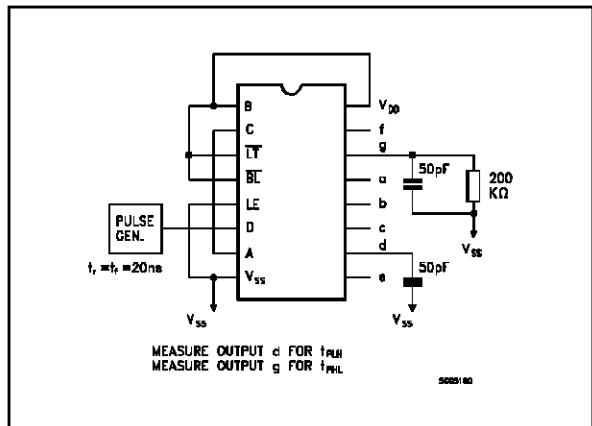 B
C
LT
BL
LE
D
A
VSS
VDD
f
g
a
b
c
d
e
PULSE
GEN.
tr =tf =20ns
VSS
50pF
200
KΩ
VSS
50pF
VSS
MEASURE OUTPUT d FOR tPLH
MEASURE OUTPUT g FOR tPHL